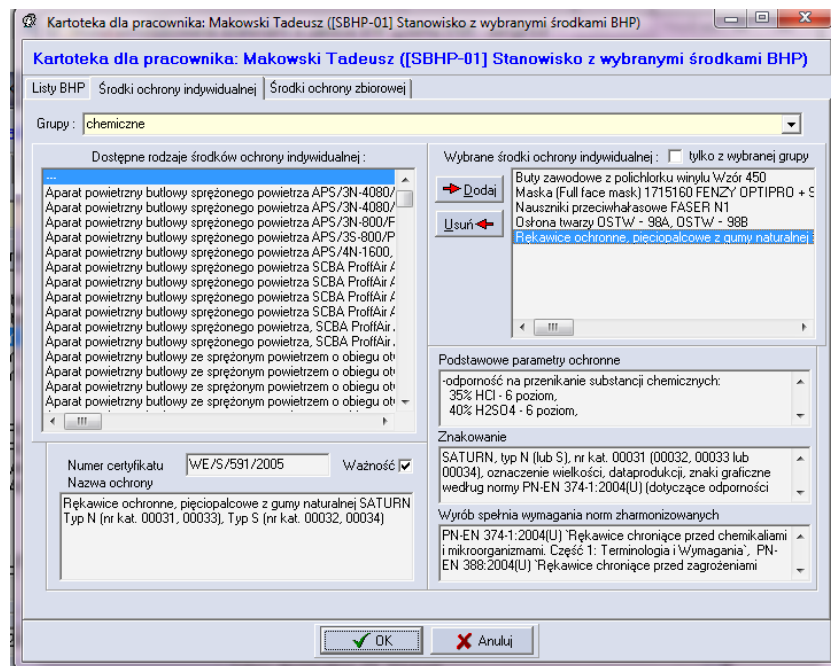 Kartoteka dla pracownika: Makowski Tadeusz ([SBHP-01] Stanowisko z wybranymi środkami BHP)
Kartoteka dla pracownika: Makowski Tadeusz ([SBHP-01] Stanowisko z wybranymi środkami BHP)
Listy BHP Środki ochrony indywidualnej Środki ochrony zbiorowej
Grupy : chemiczne
Dostępne rodzaje środków ochrony indywidualnej :
---
Aparat powietrzny butlowy sprężonego powietrza APS/3N-4080/
Aparat powietrzny butlowy sprężonego powietrza APS/3N-4080/
Aparat powietrzny butlowy sprężonego powietrza APS/3N-800/F
Aparat powietrzny butlowy sprężonego powietrza APS/3S-800/P
Aparat powietrzny butlowy sprężonego powietrza APS/4N-1600,
Aparat powietrzny butlowy sprężonego powietrza SCBA ProffAir
Aparat powietrzny butlowy sprężonego powietrza SCBA ProffAir
Aparat powietrzny butlowy sprężonego powietrza SCBA ProffAir
Aparat powietrzny butlowy sprężonego powietrza, SCBA ProffAir
Aparat powietrzny butlowy sprężonego powietrza, SCBA ProffAir
Aparat powietrzny butlowy ze sprężonym powietrzem o obiegu
Aparat powietrzny butlowy ze sprężonym powietrzem o obiegu
Aparat powietrzny butlowy ze sprężonym powietrzem o obiegu
Aparat powietrzny butlowy ze sprężonym powietrzem o obiegu
Wybrane środki ochrony indywidualnej : tylko z wybranej grupy
Dodaj
Usuń
Buty zawodowe z polichlorku winylu Wzór 450
Maska (Full face mask) 1715160 FENZY OPTIPRO + S
Nauszniki przeciwhałasowe FASER N1
Osłona twarzy OSTW - 98A, OSTW - 98B
Rękawice ochronne, pięciopalcowe z gumy naturalnej
Podstawowe parametry ochronne
-odporność na przenikanie substancji chemicznych:
35% HCl - 6 poziom,
40% H2SO4 - 6 poziom,
Znakowanie
SATURN, typ N (lub S), nr kat. 00031 (00032, 00033 lub
00034), oznaczenie wielkości, dataprodukcji, znaki graficzne
według normy PN-EN 374-1:2004(U) (dotyczące odporności
Wyrób spełnia wymagania norm zharmonizowanych
PN-EN 374-1:2004(U) `Rękawice chroniące przed chemikaliami
i mikroorganizmami. Część 1: Terminologia i Wymagania`, PN-
EN 388:2004(U) `Rękawice chroniące przed zagrożeniami
Numer certyfikatu WE/S/591/2005 Ważność
Nazwa ochrony
Rękawice ochronne, pięciopalcowe z gumy naturalnej SATURN
Typ N (nr kat. 00031, 00033), Typ S (nr kat. 00032, 00034)
OK Anuluj